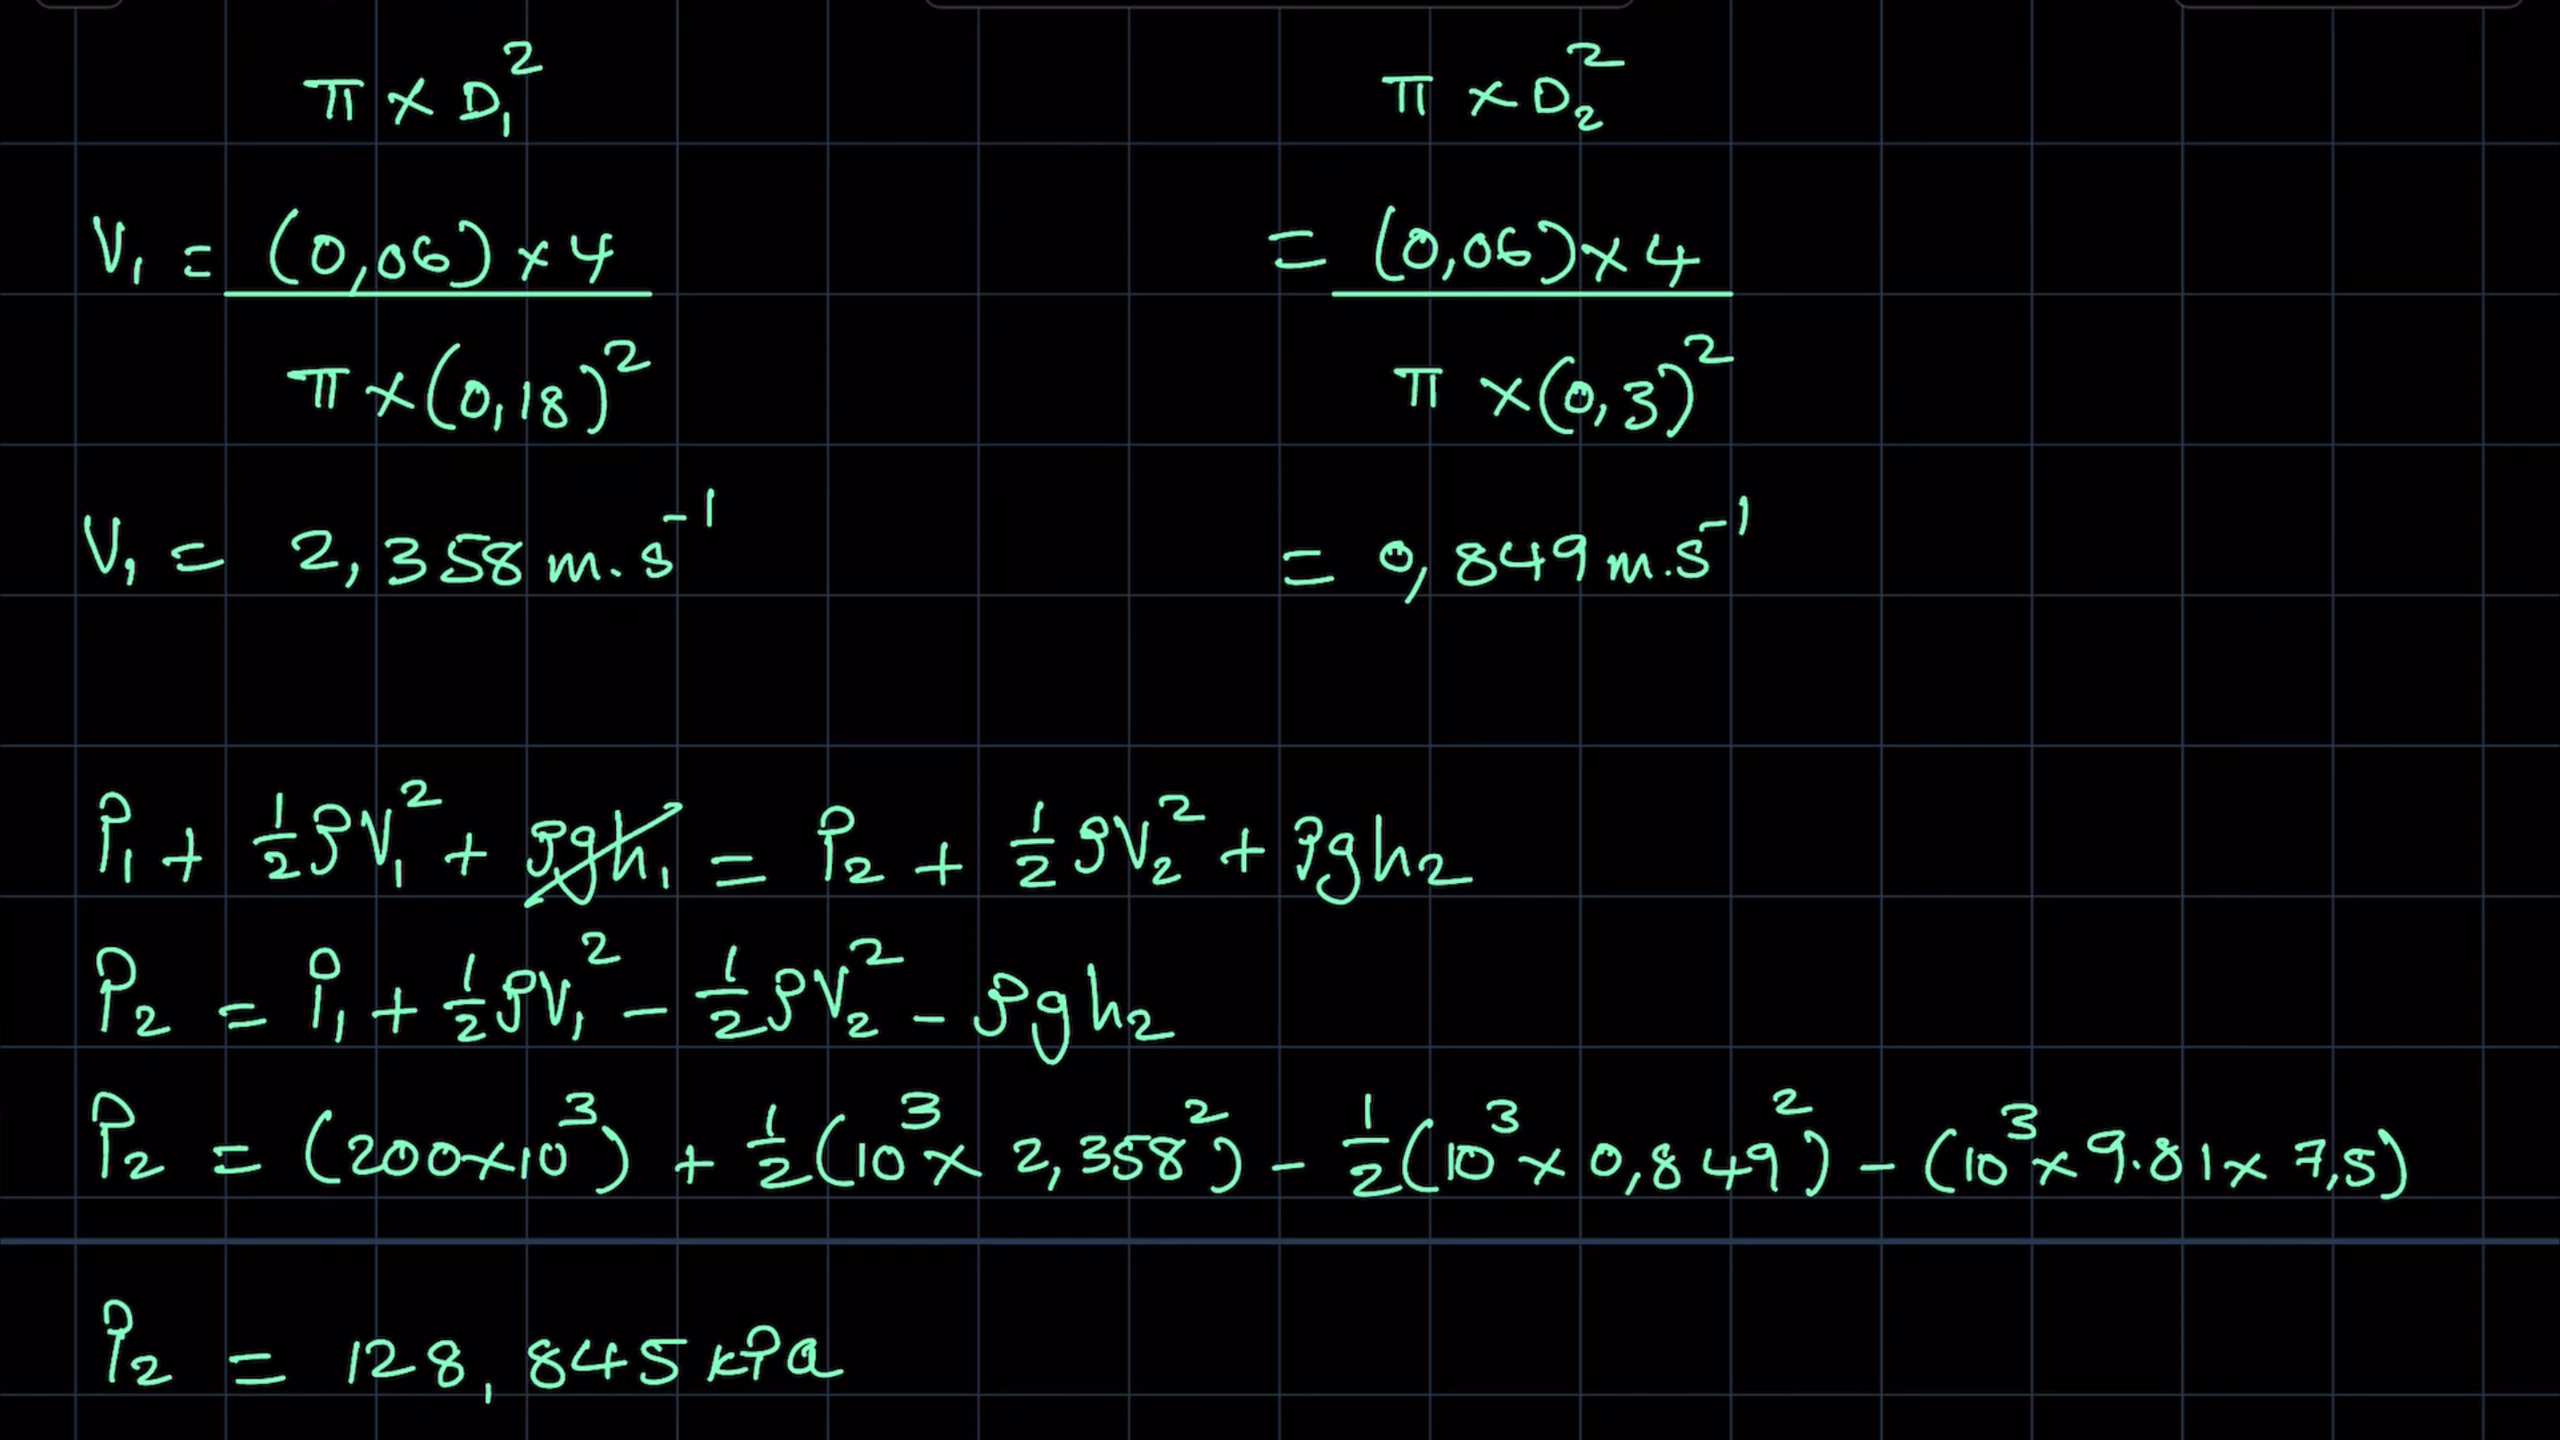 π × D₁² π × D₂²
V₁ = (0,06) × 4 = (0,06) × 4
π × (0,18)² π × (0,3)²
V₁ = 2,358 m.s⁻¹ = 0,849 m.s⁻¹
P₁ + ½ρV₁² + ρgh₁ = P₂ + ½ρV₂² + ρgh₂
P₂ = P₁ + ½ρV₁² − ½ρV₂² − ρgh₂
P₂ = (200×10³) + ½(10³ × 2,358²) − ½(10³ × 0,849²) − (10³ × 9.81 × 7,5)
P₂ = 128,845 kPa